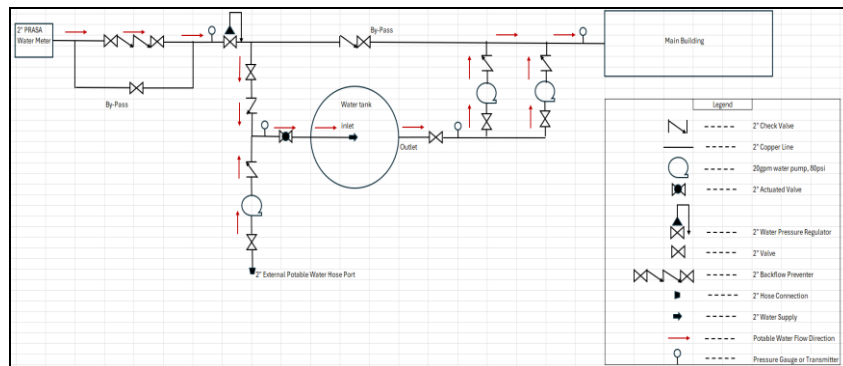 2" PRASA
Water Meter
By-Pass
By-Pass
Main Building
Water tank
Inlet
Outlet
2" External Potable Water Hose Port
Legend
2" Check Valve
2" Copper Line
20gpm water pump, 80psi
2" Actuated Valve
2" Water Pressure Regulator
2" Valve
2" Backflow Preventer
2" Hose Connection
2" Water Supply
Potable Water Flow Direction
Pressure Gauge or Transmitter